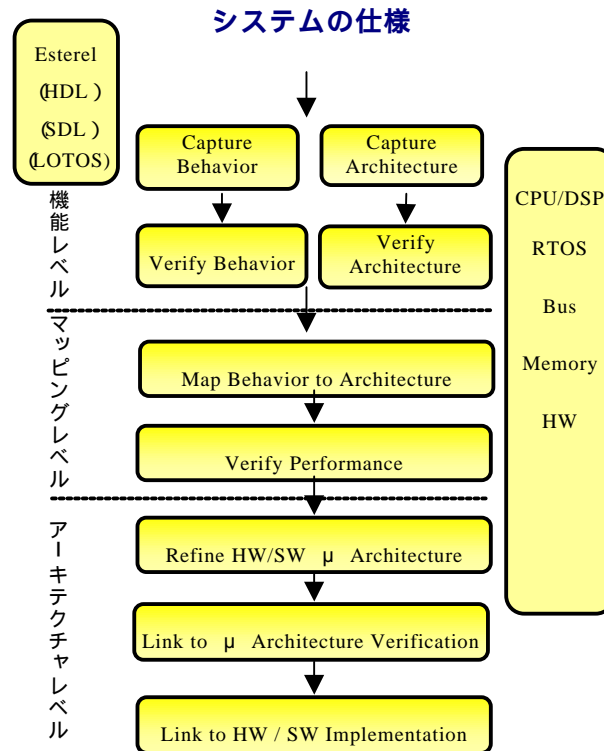 システムの仕様
Esterel
(HDL )
(SDL )
(LOTOS)
Capture
Behavior
Capture
Architecture
Verify Behavior
Verify
Architecture
機能レベル
Map Behavior to Architecture
Verify Performance
マッピングレベル
Refine HW/SW μ Architecture
Link to μ Architecture Verification
Link to HW / SW Implementation
アーキテクチャレベル
CPU/DSP
RTOS
Bus
Memory
HW